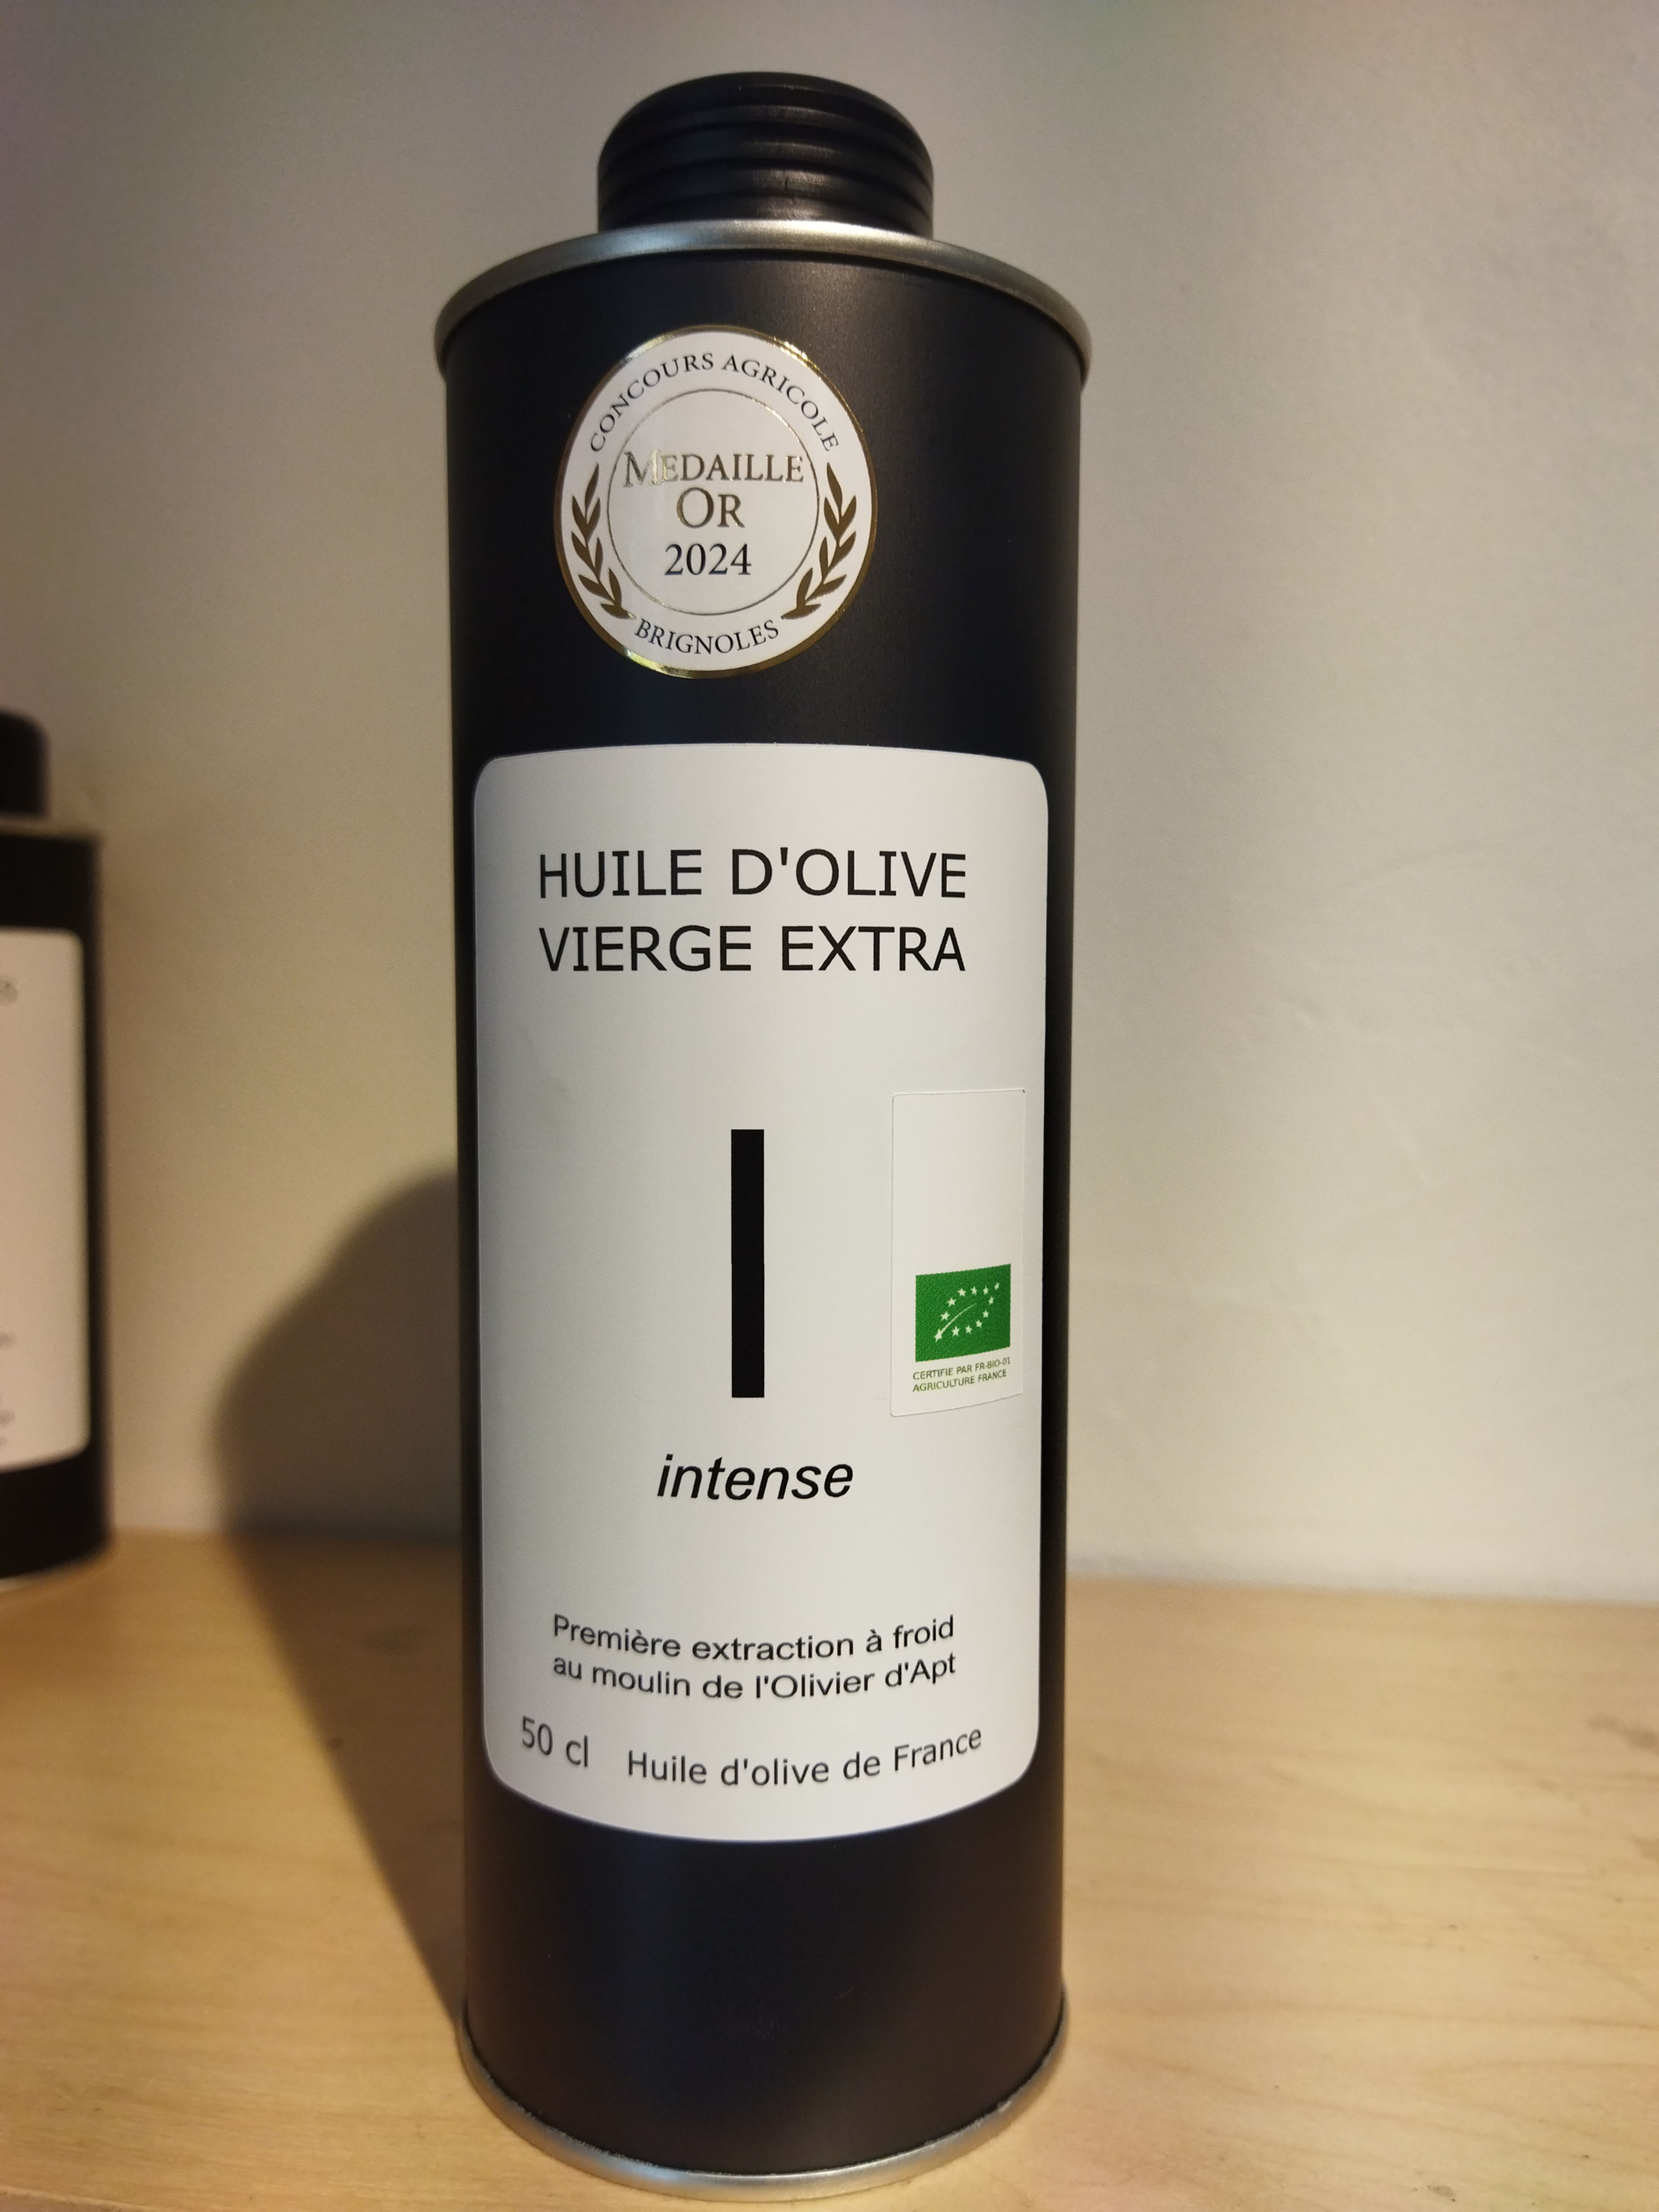 CONCOURS AGRICOLE
MEDAILLE
OR
2024
BRIGNOLES
HUILE D'OLIVE
VIERGE EXTRA
I
intense
CERTIFIE PAR FR-BIO-01
AGRICULTURE FRANCE
Première extraction à froid
au moulin de l'Olivier d'Apt
50 cl Huile d'olive de France